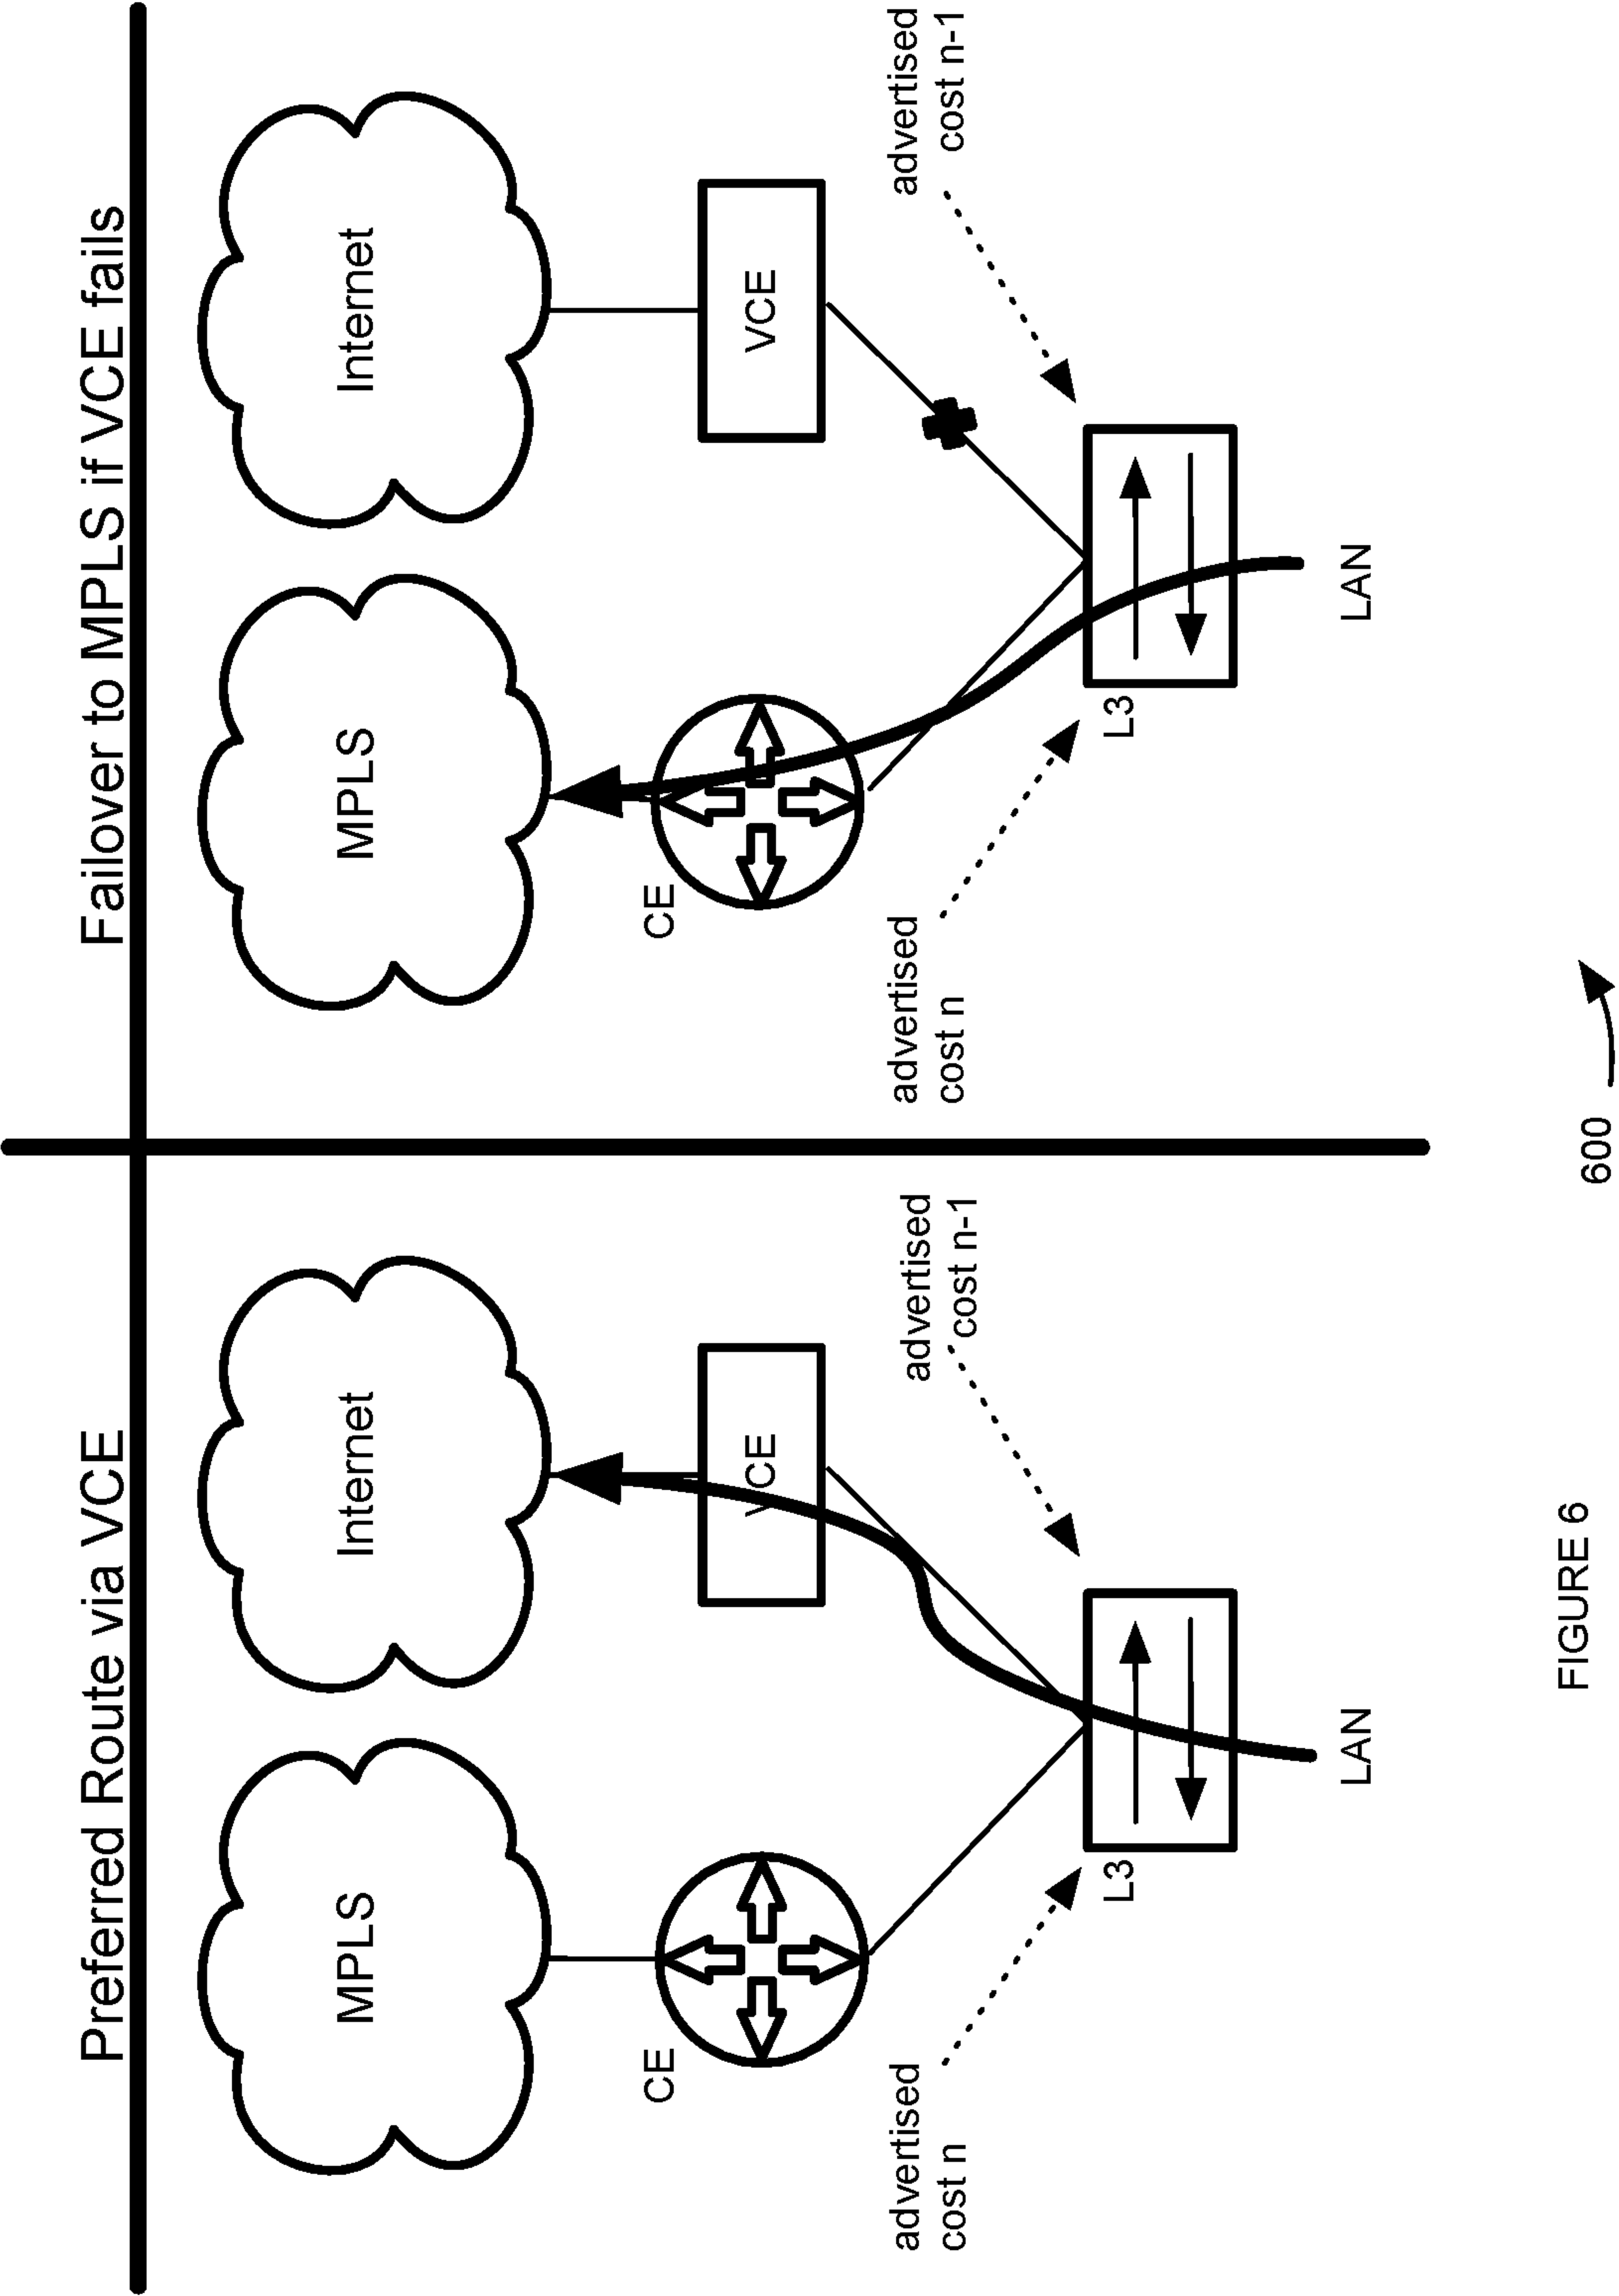 Preferred Route via VCE
MPLS
Internet
CE
VCE
advertised
cost n
advertised
cost n-1
L3
LAN
Failover to MPLS if VCE fails
MPLS
Internet
CE
VCE
advertised
cost n
advertised
cost n-1
L3
LAN
FIGURE 6
600